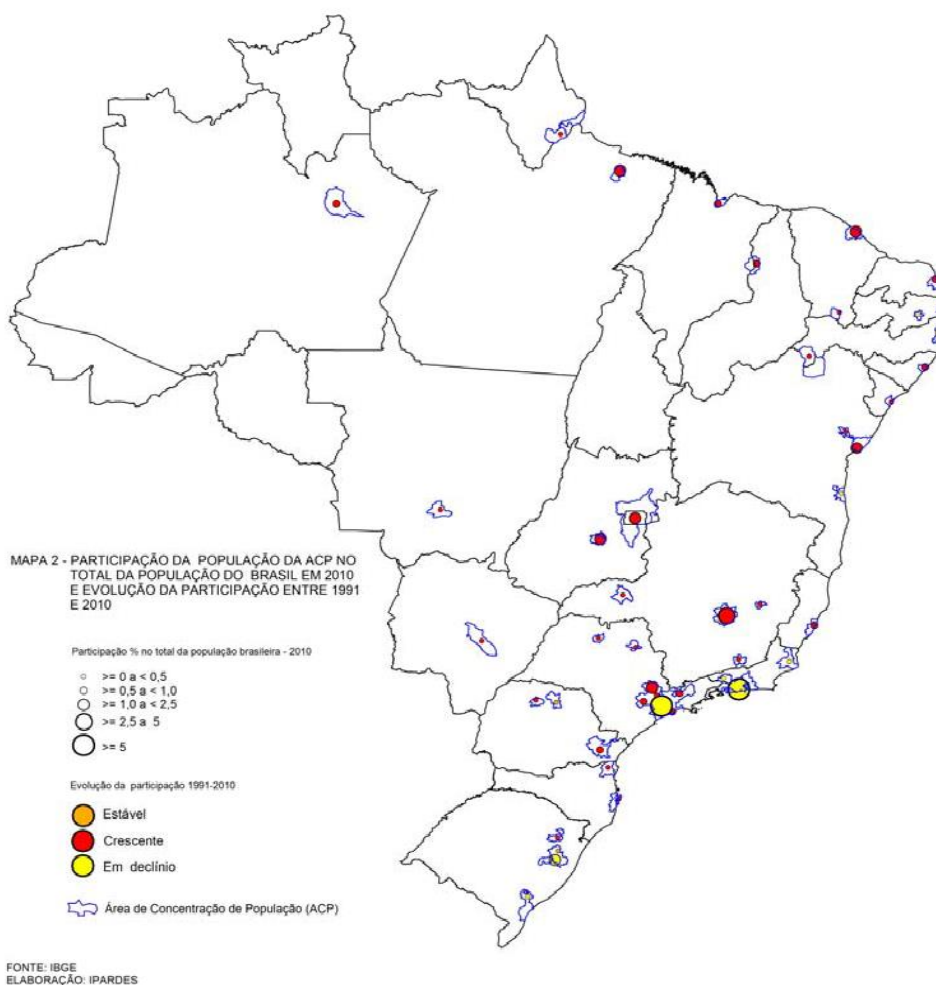 MAPA 2 - PARTICIPAÇÃO DA POPULAÇÃO DA ACP NO
TOTAL DA POPULAÇÃO DO BRASIL EM 2010
E EVOLUÇÃO DA PARTICIPAÇÃO ENTRE 1991
E 2010
Participação % no total da população brasileira - 2010
>= 0 a < 0,5
>= 0,5 a < 1,0
>= 1,0 a < 2,5
>= 2,5 a 5
>= 5
Evolução da participação 1991-2010
Estável
Crescente
Em declínio
Área de Concentração de População (ACP)
FONTE: IBGE
ELABORAÇÃO: IPARDES